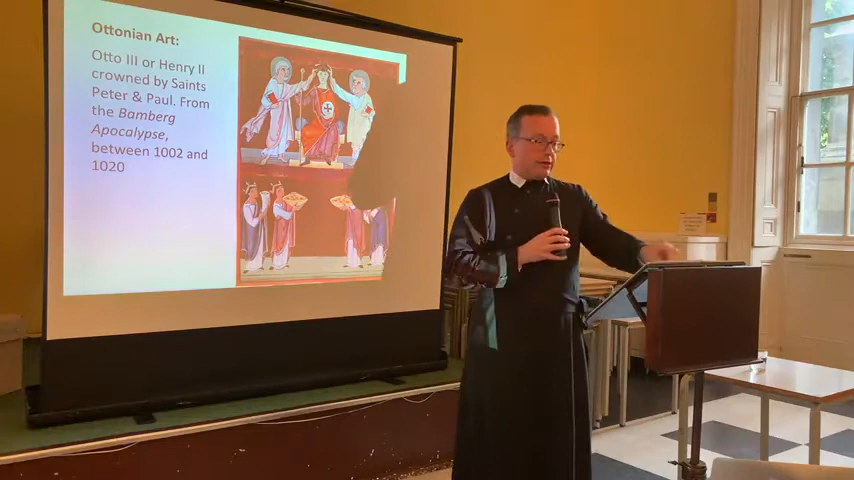 Ottonian Art:
Otto III or Henry II
crowned by Saints
Peter & Paul. From
the Bamberg
Apocalypse,
between 1002 and
1020